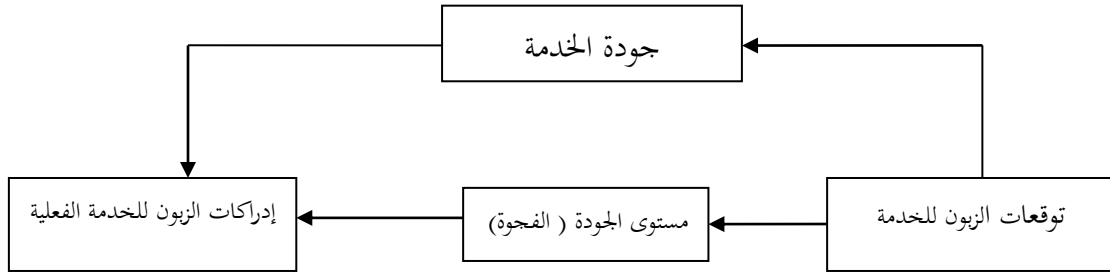 جودة الخدمة
توقعات الزبون للخدمة
مستوى الجودة ( الفجوة)
إدراكات الزبون للخدمة الفعلية